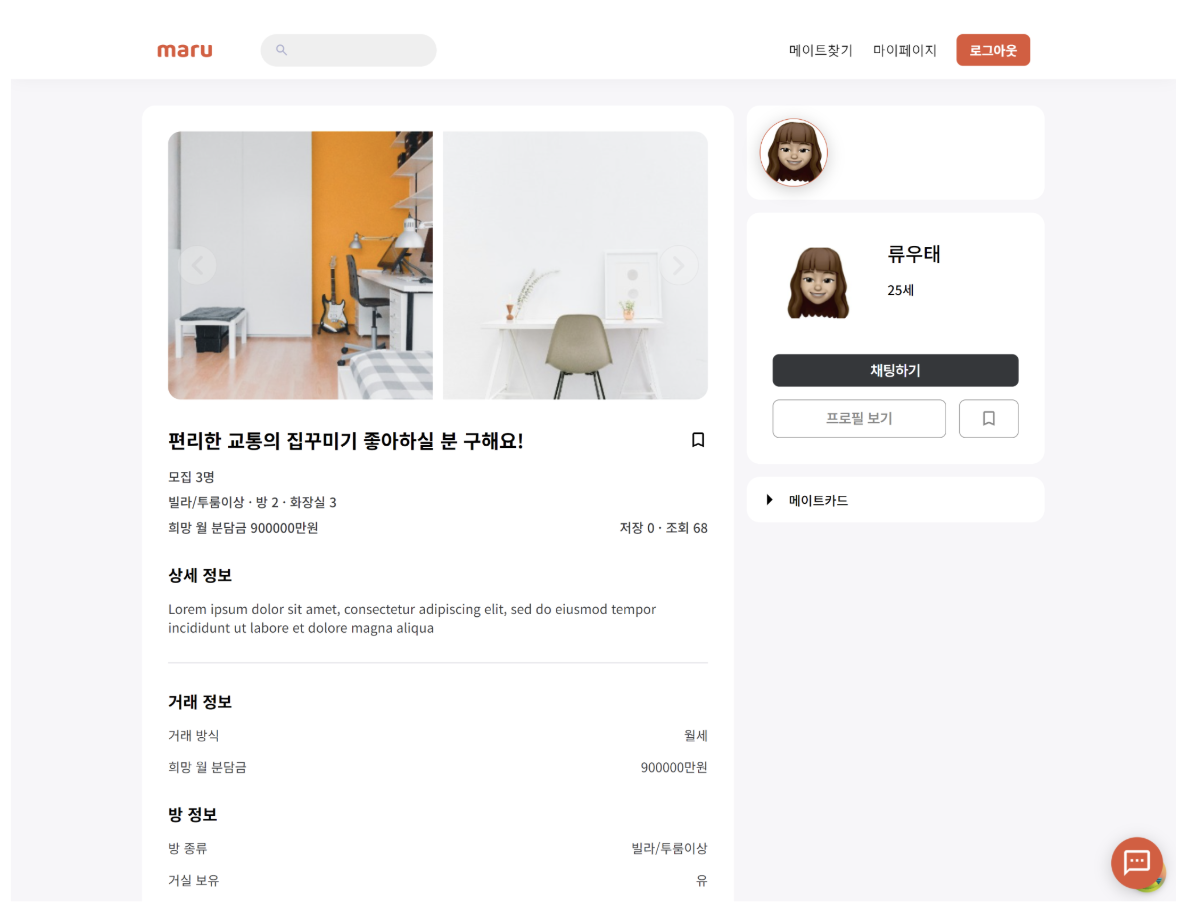 maru
메이트찾기
마이페이지
로그아웃
편리한 교통의 집꾸미기 좋아하실 분 구해요!
모집 3명
빌라/투룸이상 · 방 2 · 화장실 3
희망 월 분담금 900000만원
저장 0 · 조회 68
상세 정보
Lorem ipsum dolor sit amet, consectetur adipiscing elit, sed do eiusmod tempor
incididunt ut labore et dolore magna aliqua
거래 정보
거래 방식
월세
희망 월 분담금
900000만원
방 정보
방 종류
빌라/투룸이상
거실 보유
유
류우태
25세
채팅하기
프로필 보기
메이트카드